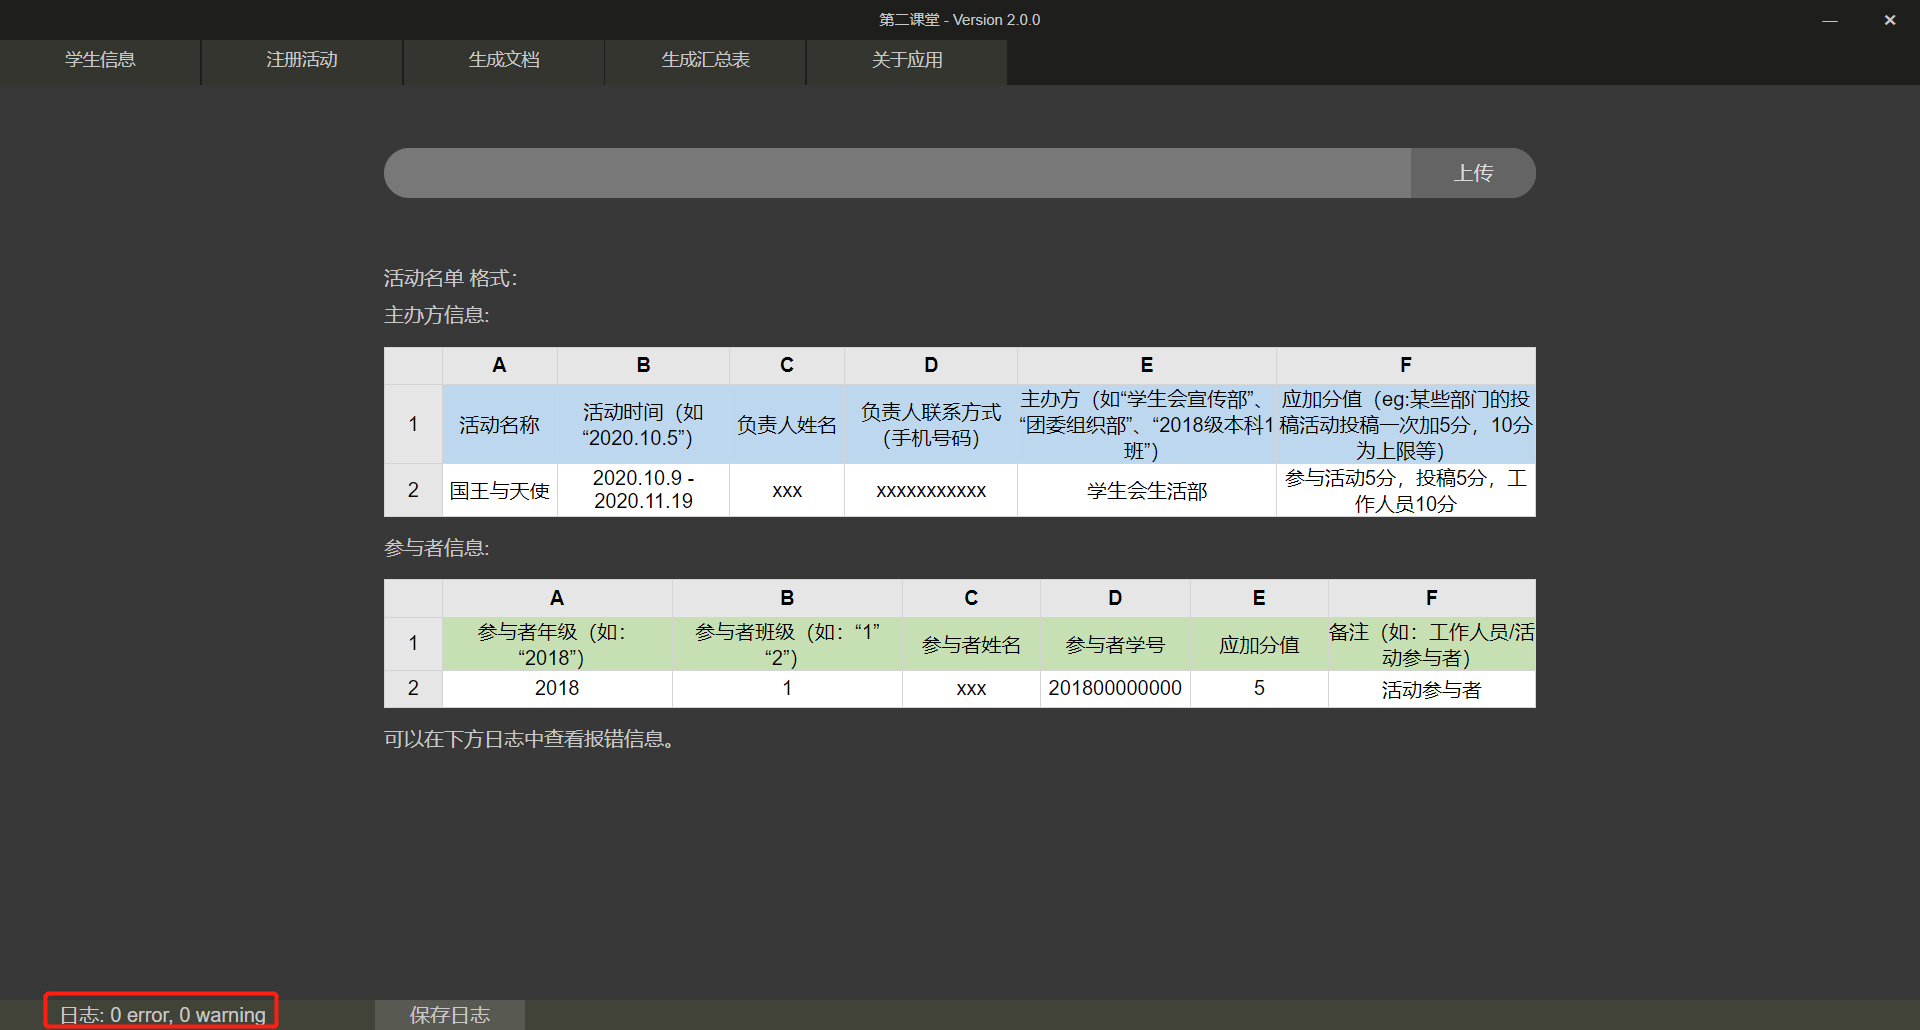 第二课堂 - Version 2.0.0
学生信息 注册活动 生成文档 生成汇总表 关于应用
上传
活动名单 格式：
主办方信息:
A B C D E F
1 活动名称 活动时间（如“2020.10.5”） 负责人姓名 负责人联系方式（手机号码） 主办方（如“学生会宣传部”、“团委组织部”、“2018级本科1班”） 应加分值（eg:某些部门的投稿活动投稿一次加5分，10分为上限等）
2 国王与天使 2020.10.9 - 2020.11.19 xxx xxxxxxxxxxx 学生会生活部 参与活动5分，投稿5分，工作人员10分
参与者信息:
A B C D E F
1 参与者年级（如：“2018”） 参与者班级（如：“1”“2”） 参与者姓名 参与者学号 应加分值 备注（如：工作人员/活动参与者）
2 2018 1 xxx 201800000000 5 活动参与者
可以在下方日志中查看报错信息。
日志: 0 error, 0 warning 保存日志